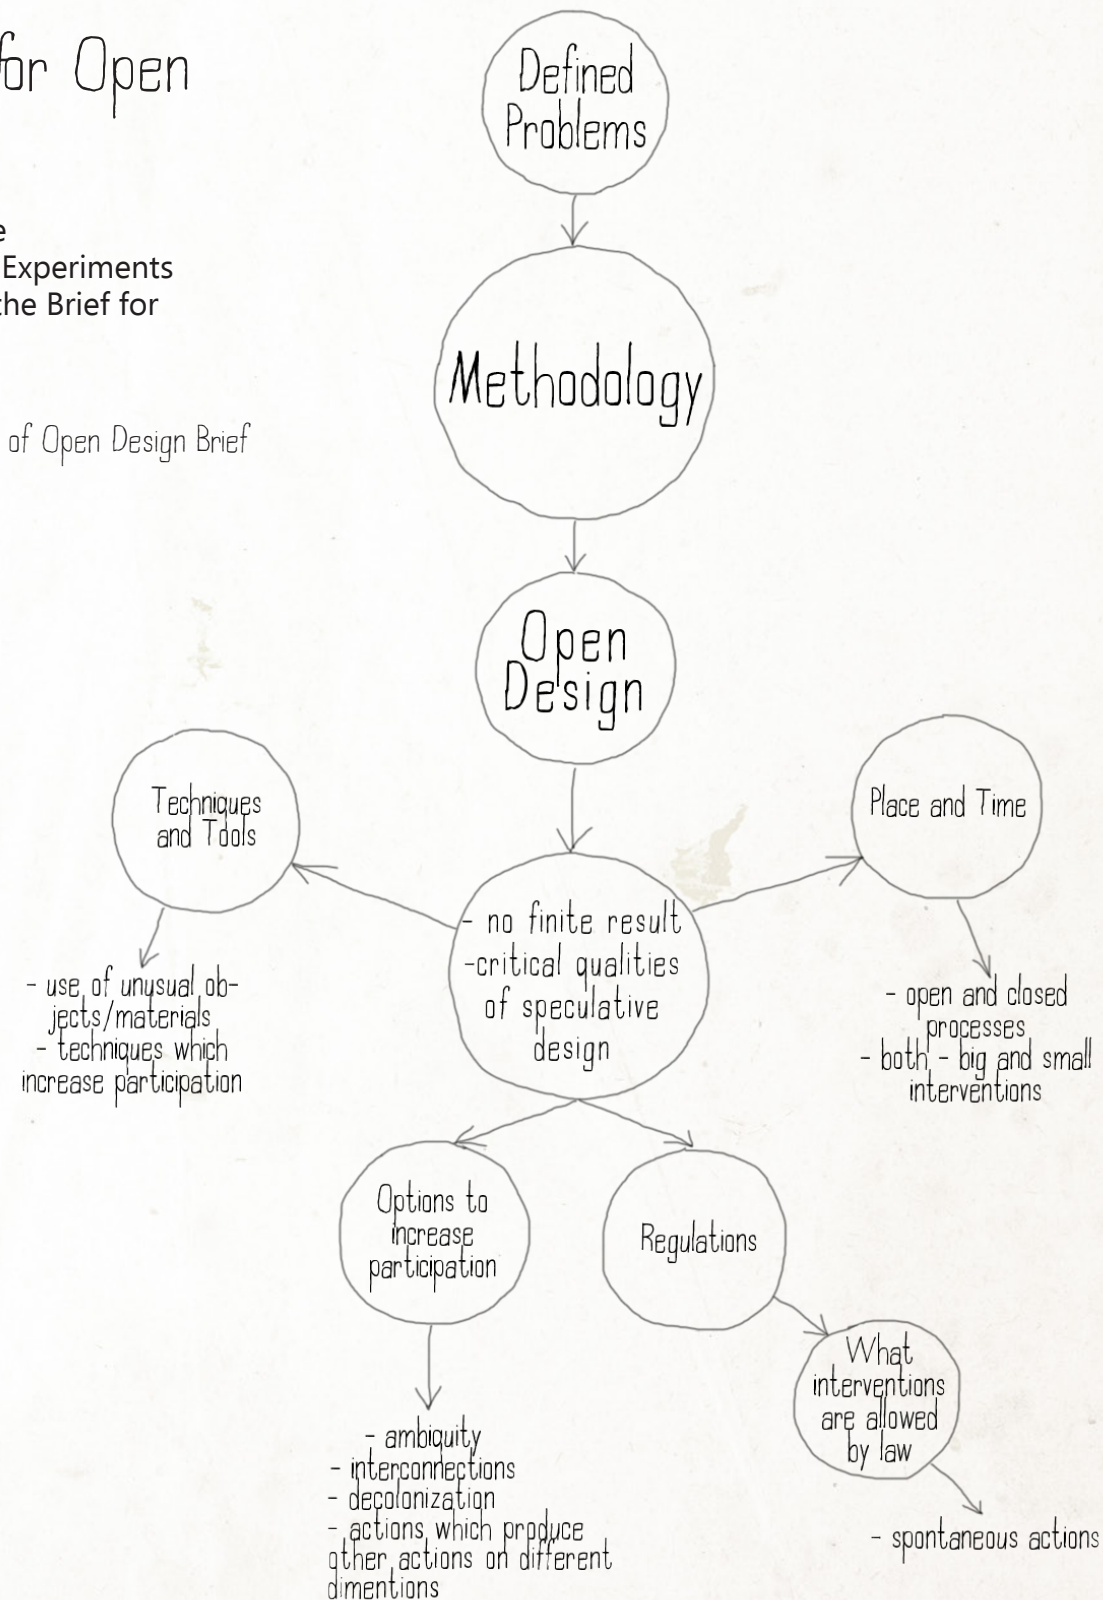 for Open
e
Experiments
the Brief for
of Open Design Brief
Defined
Problems
Methodology
Open
Design
Techniques
and Tools
- use of unusual ob-
jects/materials
- techniques which
increase participation
Place and Time
- open and closed
processes
- both - big and small
interventions
- no finite result
-critical qualities
of speculative
design
Options to
increase
participation
- ambiguity
- interconnections
- decolonization
- actions which produce
other actions on different
dimentions
Regulations
What
interventions
are allowed
by law
- spontaneous actions